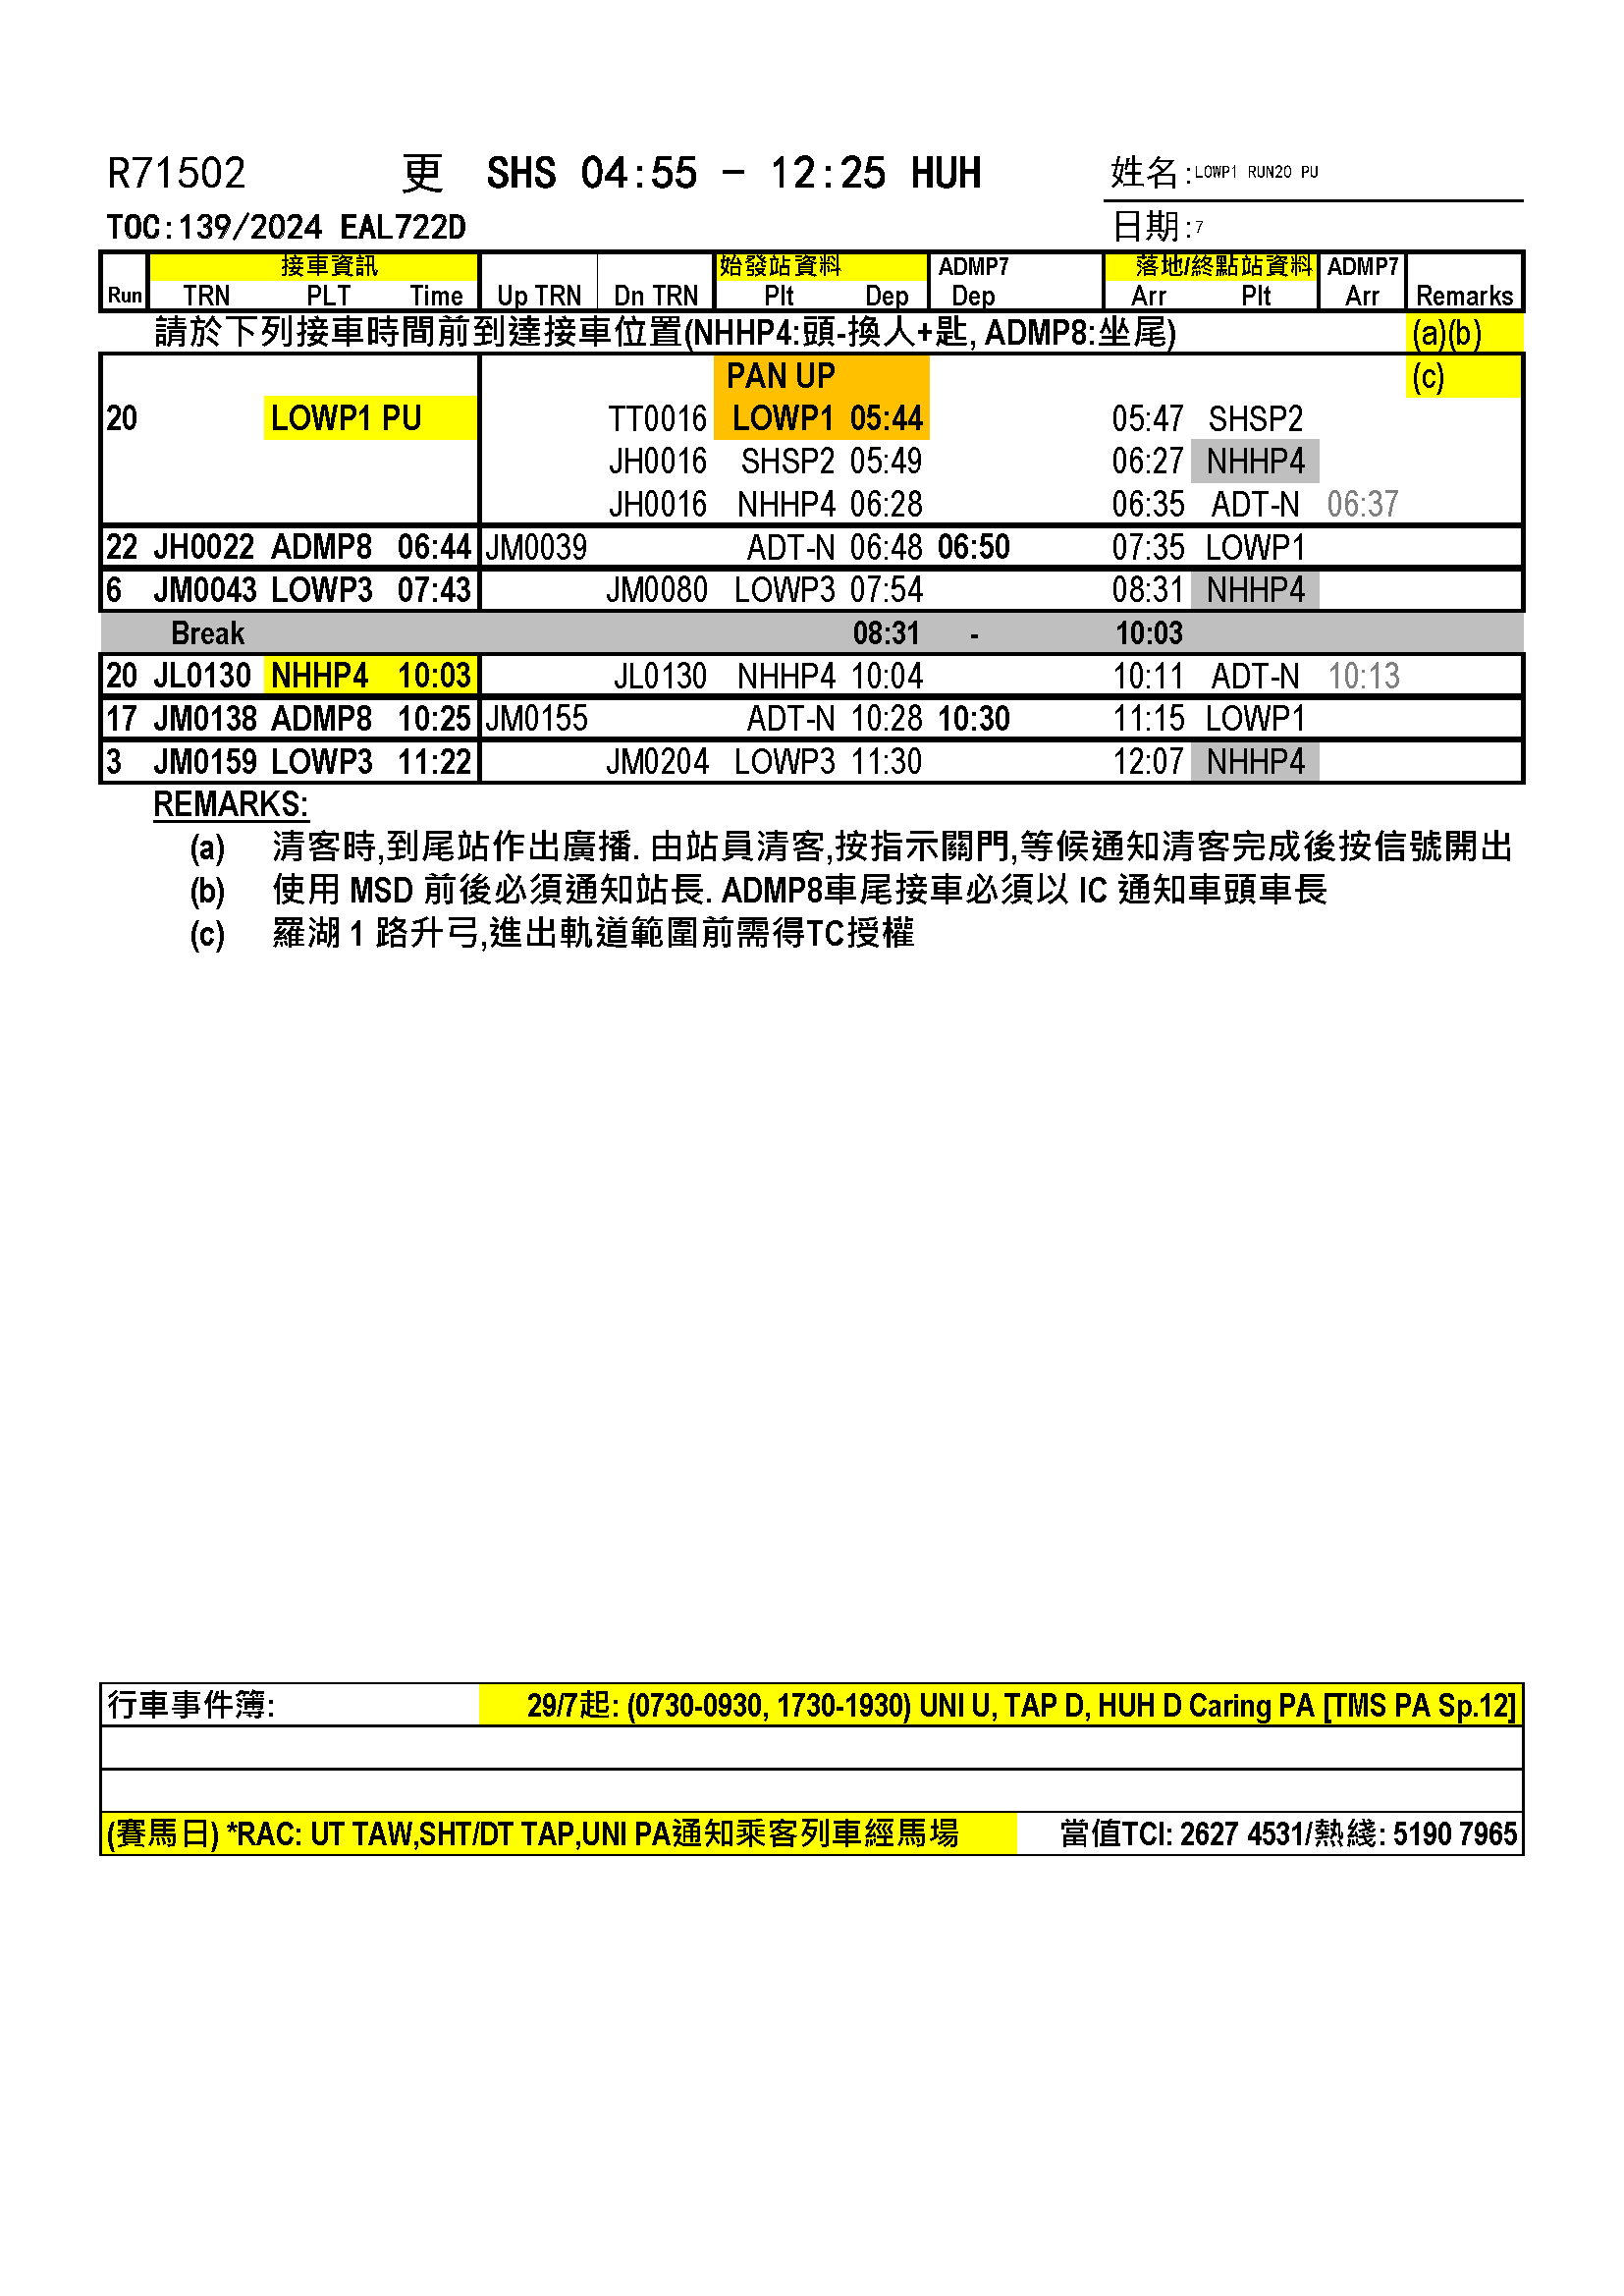 R71502 更 SHS 04:55 - 12:25 HUH 姓名:LOWP1 RUN20 PU
TOC:139/2024 EAL722D 日期:7
接車資訊 始發站資料 ADMP7 落地/終點站資料 ADMP7
Run TRN PLT Time Up TRN Dn TRN Plt Dep Dep Arr Plt Arr Remarks
請於下列接車時間前到達接車位置(NHHP4:頭-換人+匙, ADMP8:坐尾) (a)(b)
PAN UP (c)
20 LOWP1 PU TT0016 LOWP1 05:44 05:47 SHSP2
JH0016 SHSP2 05:49 06:27 NHHP4
JH0016 NHHP4 06:28 06:35 ADT-N 06:37
22 JH0022 ADMP8 06:44 JM0039 ADT-N 06:48 06:50 07:35 LOWP1
6 JM0043 LOWP3 07:43 JM0080 LOWP3 07:54 08:31 NHHP4
Break 08:31 - 10:03
20 JL0130 NHHP4 10:03 JL0130 NHHP4 10:04 10:11 ADT-N 10:13
17 JM0138 ADMP8 10:25 JM0155 ADT-N 10:28 10:30 11:15 LOWP1
3 JM0159 LOWP3 11:22 JM0204 LOWP3 11:30 12:07 NHHP4
REMARKS:
(a) 清客時,到尾站作出廣播. 由站員清客,按指示關門,等候通知清客完成後按信號開出
(b) 使用 MSD 前後必須通知站長. ADMP8車尾接車必須以 IC 通知車頭車長
(c) 羅湖 1 路升弓,進出軌道範圍前需得TC授權
行車事件簿: 29/7起: (0730-0930, 1730-1930) UNI U, TAP D, HUH D Caring PA [TMS PA Sp.12]
(賽馬日) *RAC: UT TAW,SHT/DT TAP,UNI PA通知乘客列車經馬場 當值TCI: 2627 4531/熱綫: 5190 7965